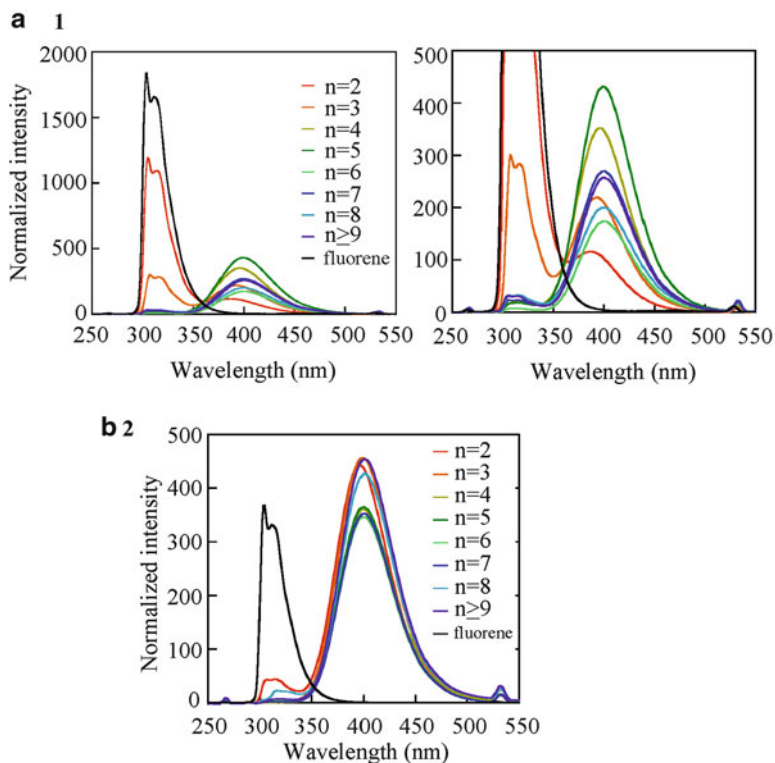 a 1
2000
1500
1000
500
0
Normalized intensity
n=2
n=3
n=4
n=5
n=6
n=7
n=8
n≥9
fluorene
250 300 350 400 450 500 550
Wavelength (nm)
500
400
300
200
100
0
250 300 350 400 450 500 550
Wavelength (nm)
b 2
500
400
300
200
100
0
Normalized intensity
n=2
n=3
n=4
n=5
n=6
n=7
n=8
n≥9
fluorene
250 300 350 400 450 500 550
Wavelength (nm)